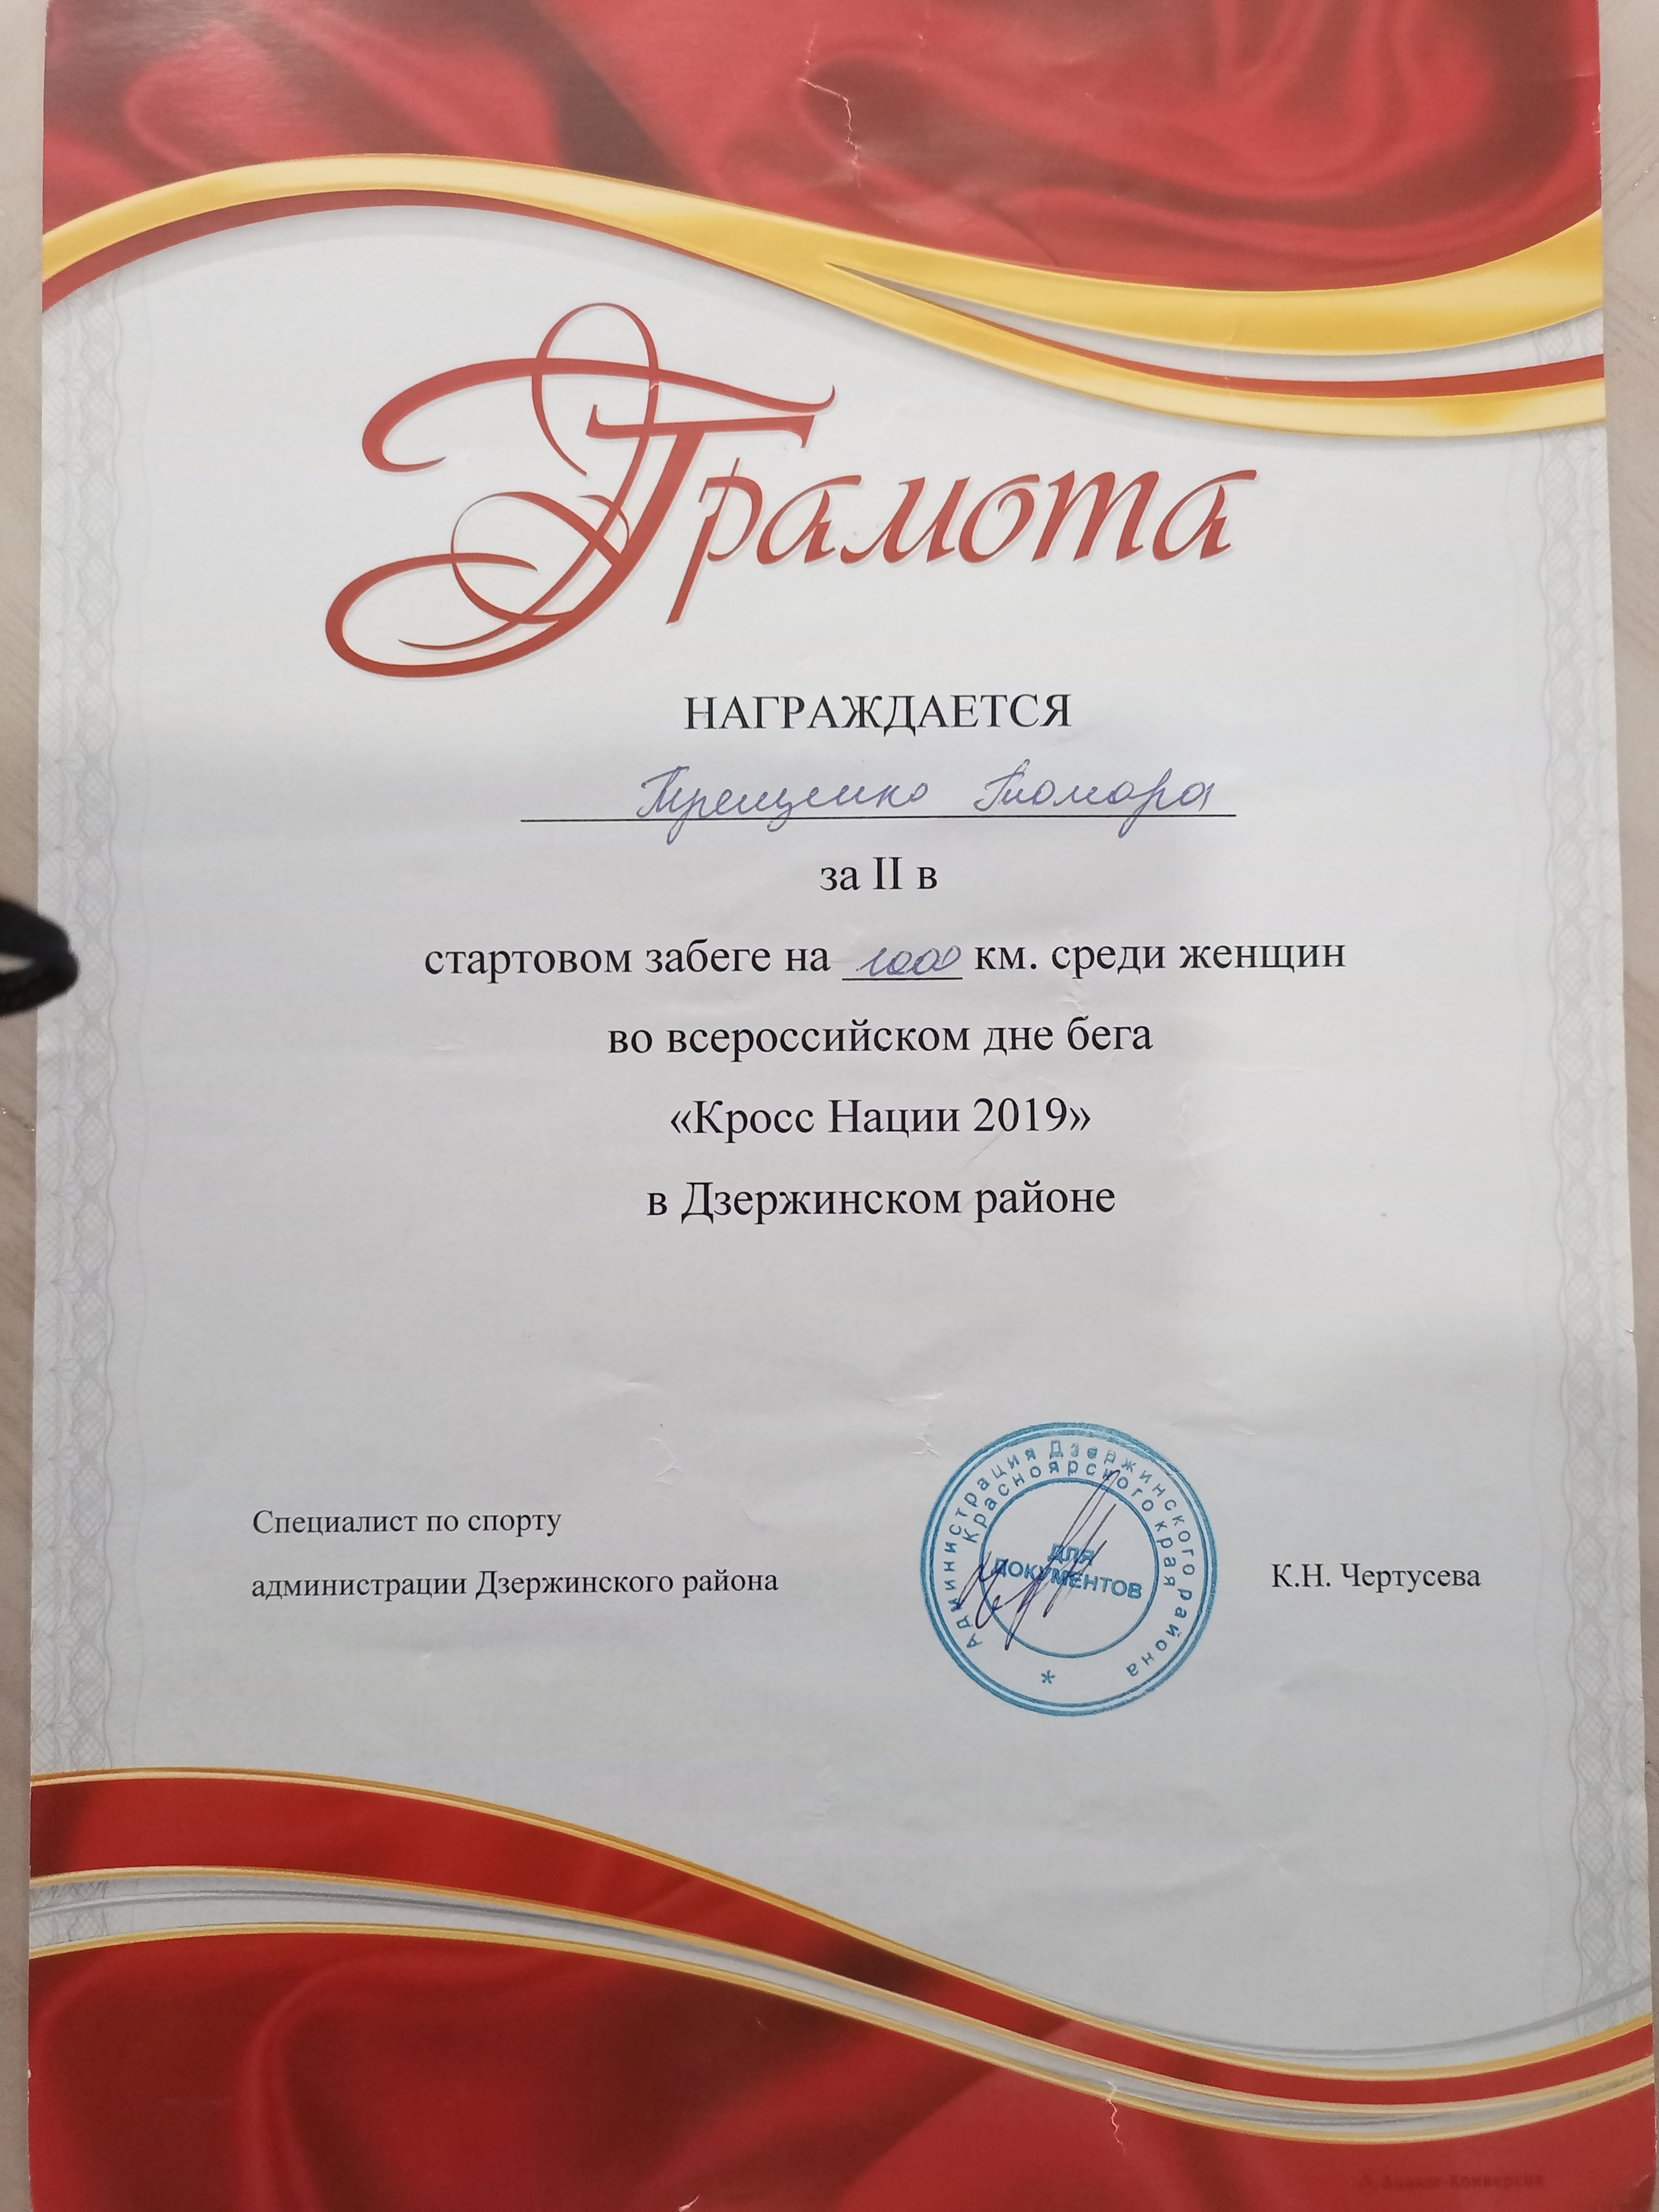 Грамота
НАГРАЖДАЕТСЯ
Трещенко Тамара
за II в
стартовом забеге на 1000 км. среди женщин
во всероссийском дне бега
«Кросс Нации 2019»
в Дзержинском районе
Специалист по спорту
администрации Дзержинского района
Администрация Дзержинского района
Красноярского края
ДЛЯ
ДОКУМЕНТОВ
*
К.Н. Чертусева